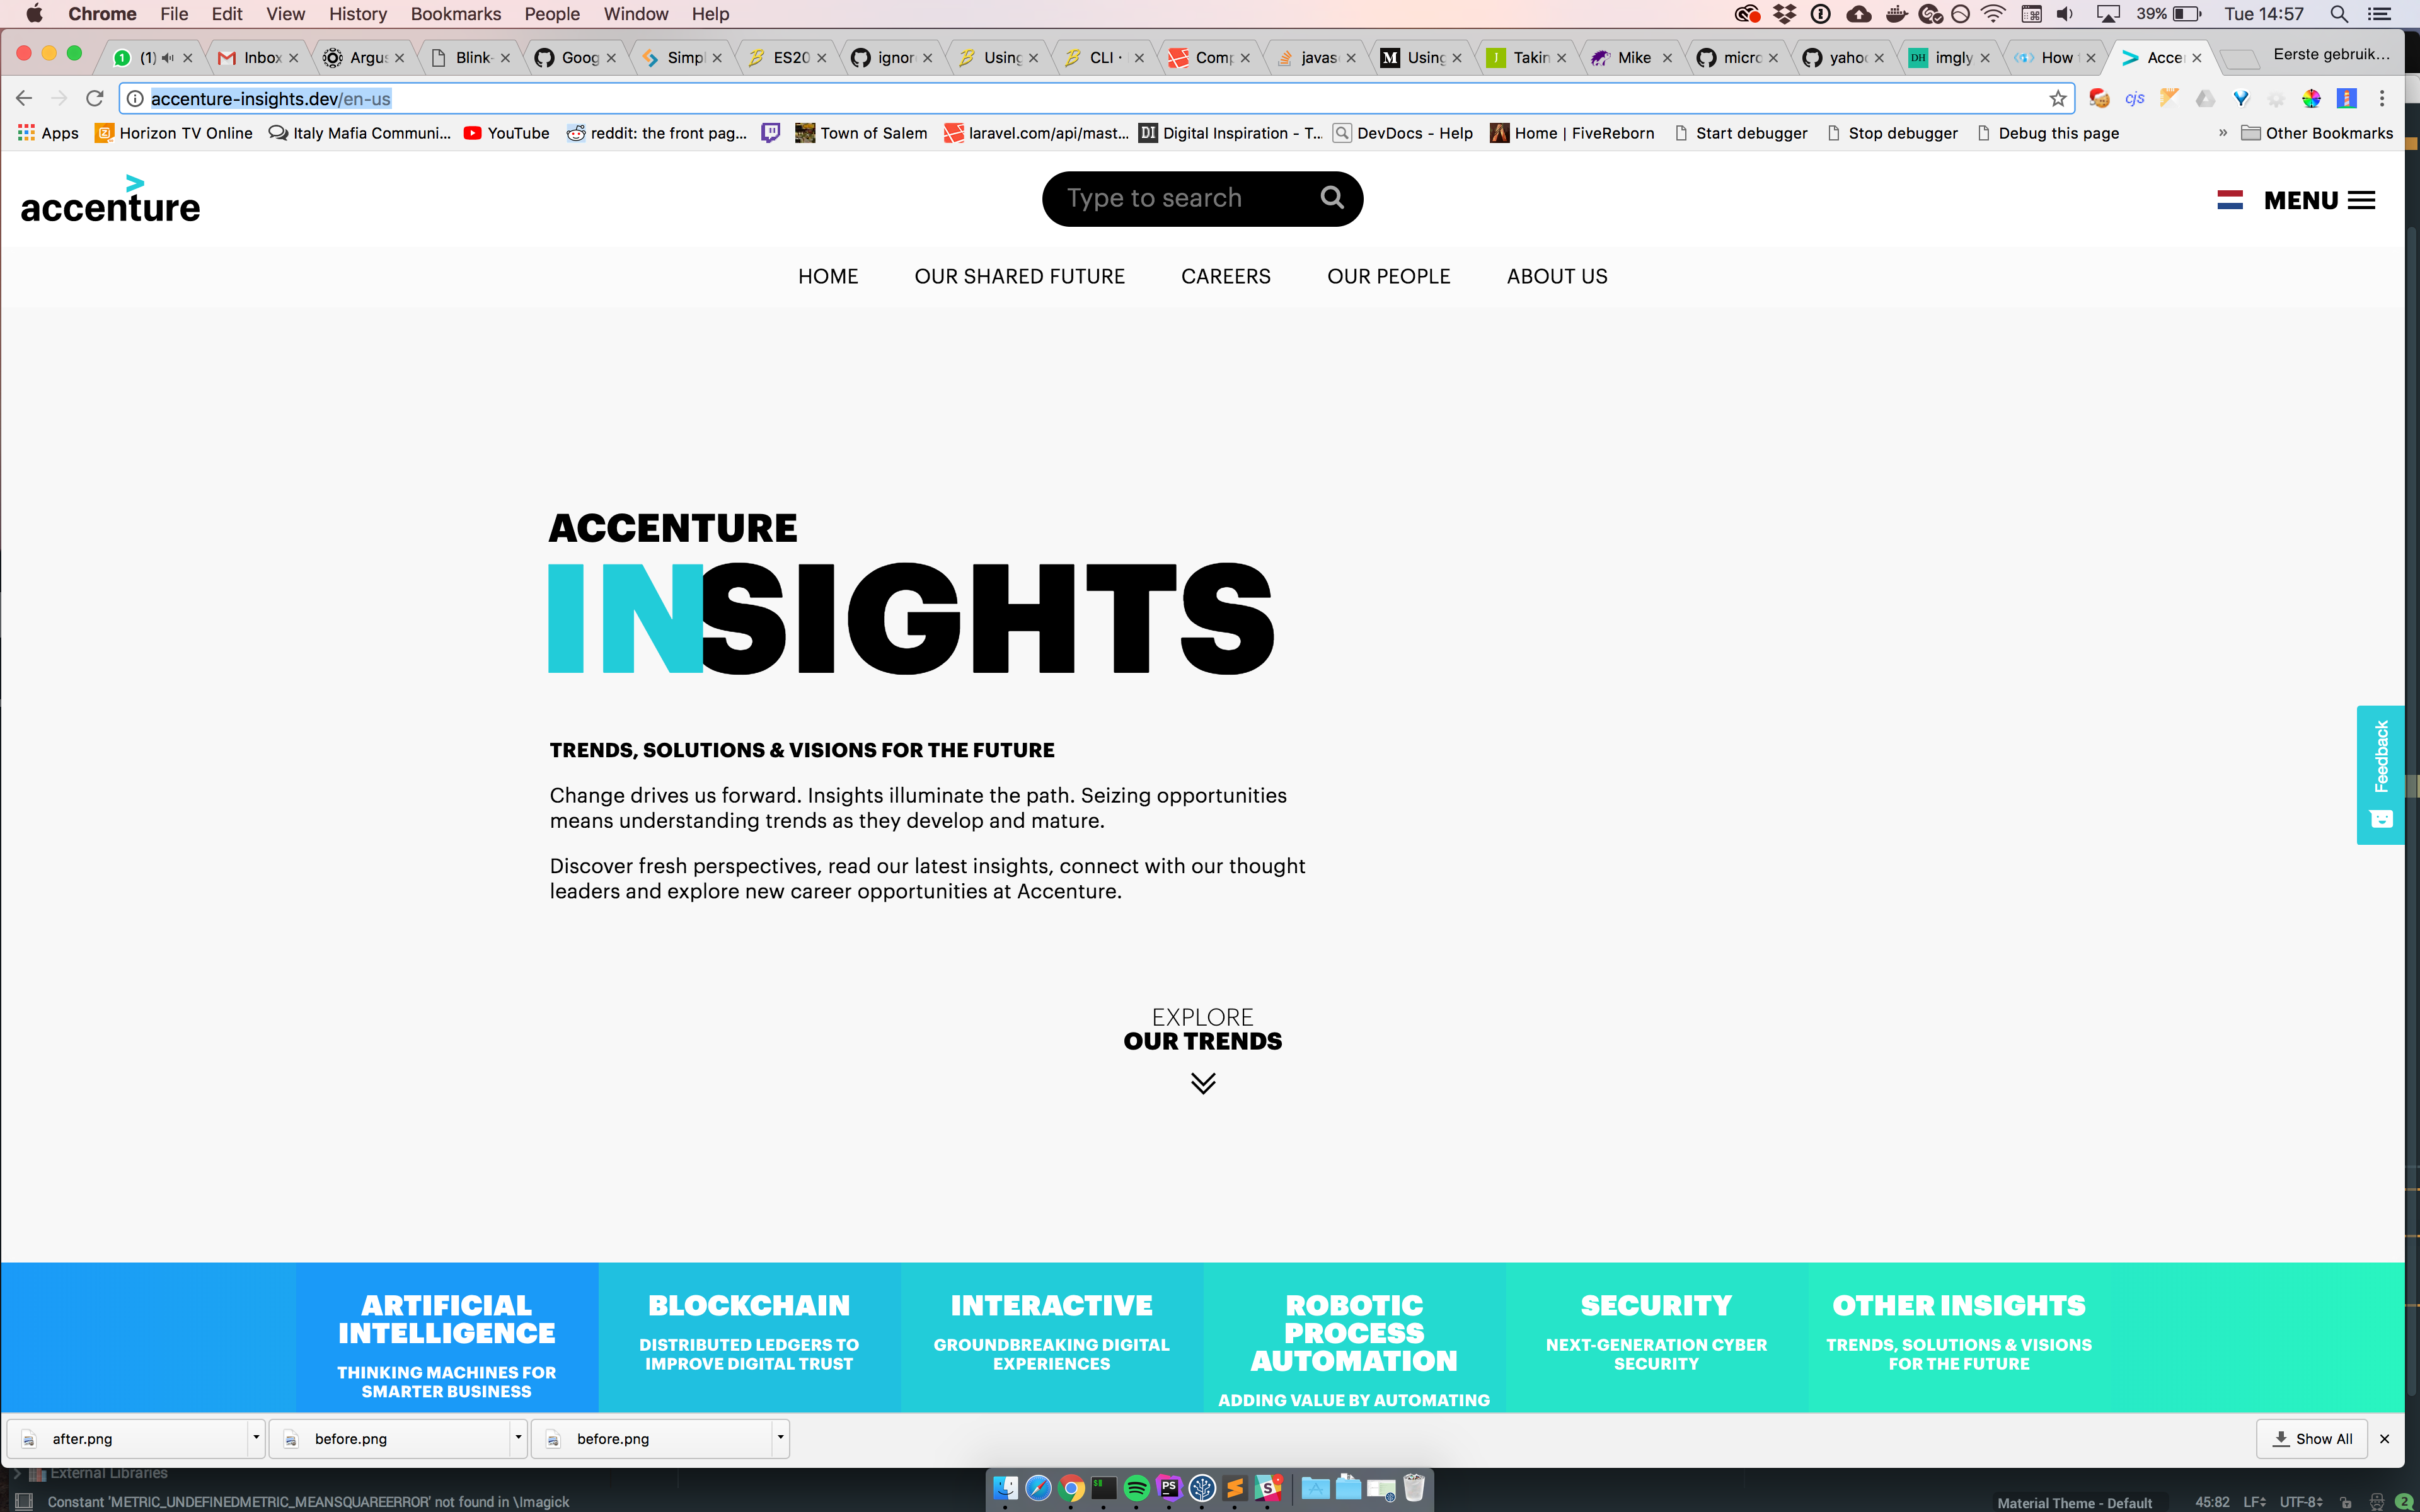 Chrome File Edit View History Bookmarks People Window Help
39% Tue 14:57
(1) Inbox Argus Blink- Goog Simpl ES20 ignor Using CLI · Comp javas Using Takin Mike micro yaho imgly How Accen Eerste gebruik...
accenture-insights.dev/en-us
Apps Horizon TV Online Italy Mafia Communi... YouTube reddit: the front pag... Town of Salem laravel.com/api/mast... DI Digital Inspiration - T... DevDocs - Help Home | FiveReborn Start debugger Stop debugger Debug this page » Other Bookmarks
accenture
Type to search
MENU
HOME OUR SHARED FUTURE CAREERS OUR PEOPLE ABOUT US
ACCENTURE
INSIGHTS
TRENDS, SOLUTIONS & VISIONS FOR THE FUTURE
Change drives us forward. Insights illuminate the path. Seizing opportunities
means understanding trends as they develop and mature.
Discover fresh perspectives, read our latest insights, connect with our thought
leaders and explore new career opportunities at Accenture.
Feedback
EXPLORE
OUR TRENDS
ARTIFICIAL
INTELLIGENCE
THINKING MACHINES FOR
SMARTER BUSINESS
BLOCKCHAIN
DISTRIBUTED LEDGERS TO
IMPROVE DIGITAL TRUST
INTERACTIVE
GROUNDBREAKING DIGITAL
EXPERIENCES
ROBOTIC
PROCESS
AUTOMATION
ADDING VALUE BY AUTOMATING
SECURITY
NEXT-GENERATION CYBER
SECURITY
OTHER INSIGHTS
TRENDS, SOLUTIONS & VISIONS
FOR THE FUTURE
after.png before.png before.png Show All
External Libraries
Constant 'METRIC_UNDEFINEDMETRIC_MEANSQUAREERROR' not found in \Imagick
Material Theme - Default 45:82 LF UTF-8 2